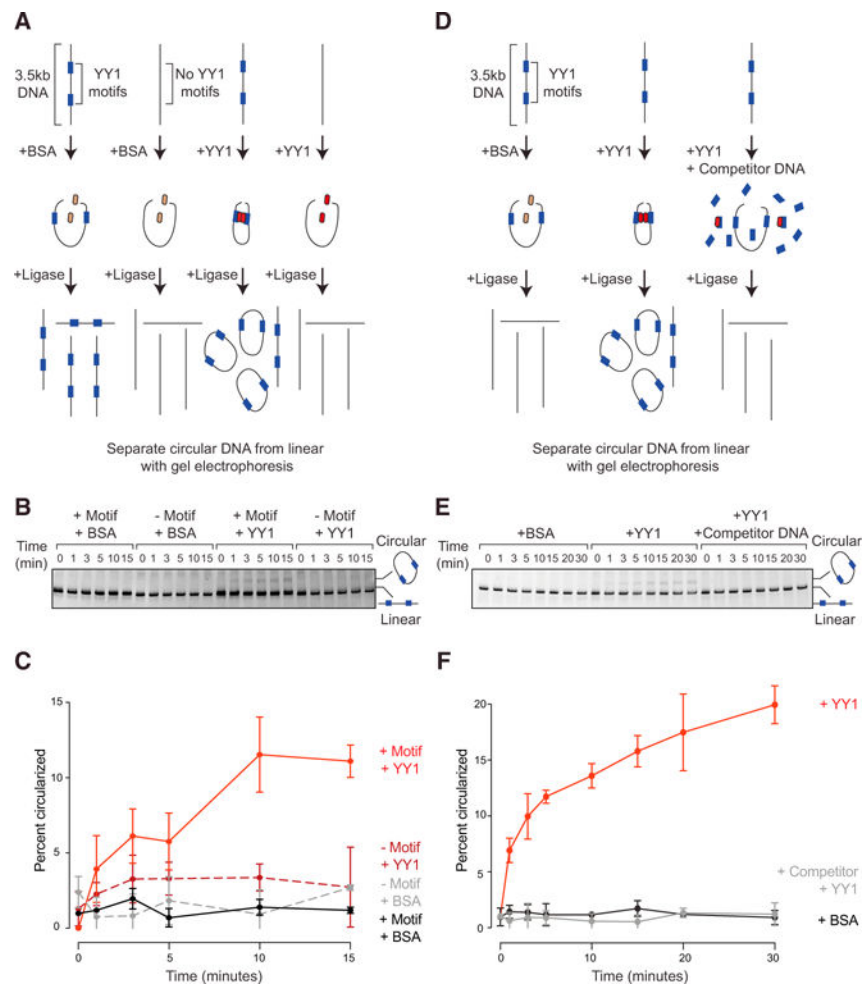 A
3.5kb
DNA
YY1
motifs
No YY1
motifs
+BSA
+BSA
+YY1
+YY1
+Ligase
+Ligase
+Ligase
+Ligase
Separate circular DNA from linear
with gel electrophoresis
B
+ Motif
+ BSA
- Motif
+ BSA
+ Motif
+ YY1
- Motif
+ YY1
Time
(min)
0 1 3 5 10 15
0 1 3 5 10 15
0 1 3 5 10 15
0 1 3 5 10 15
Circular
Linear
C
Percent circularized
15
10
5
0
0 5 10 15
Time (minutes)
+ Motif
+ YY1
- Motif
+ YY1
- Motif
+ BSA
+ Motif
+ BSA
D
3.5kb
DNA
YY1
motifs
+BSA
+YY1
+YY1
+ Competitor DNA
+Ligase
+Ligase
+Ligase
Separate circular DNA from linear
with gel electrophoresis
E
+BSA
+YY1
+YY1
+Competitor DNA
Time
(min)
0 1 3 5 10 15 20 30
0 1 3 5 10 15 20 30
0 1 3 5 10 15 20 30
Circular
Linear
F
Percent circularized
20
15
10
5
0
0 10 20 30
Time (minutes)
+ YY1
+ Competitor
+ YY1
+ BSA